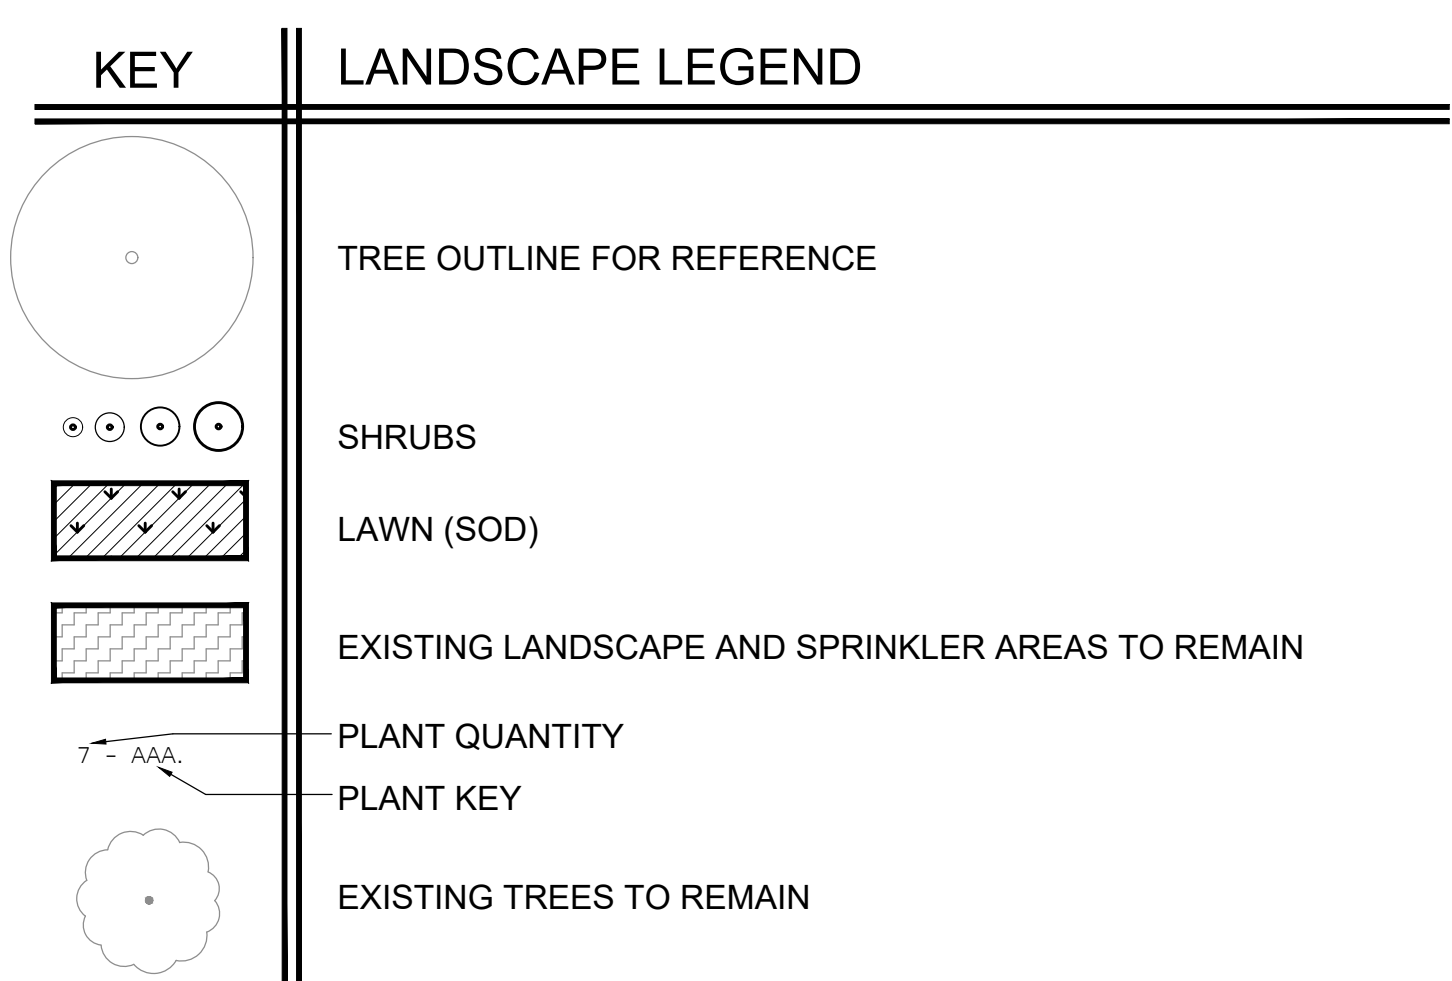 KEY
LANDSCAPE LEGEND
TREE OUTLINE FOR REFERENCE
SHRUBS
LAWN (SOD)
EXISTING LANDSCAPE AND SPRINKLER AREAS TO REMAIN
PLANT QUANTITY
7 - AAA.
PLANT KEY
EXISTING TREES TO REMAIN